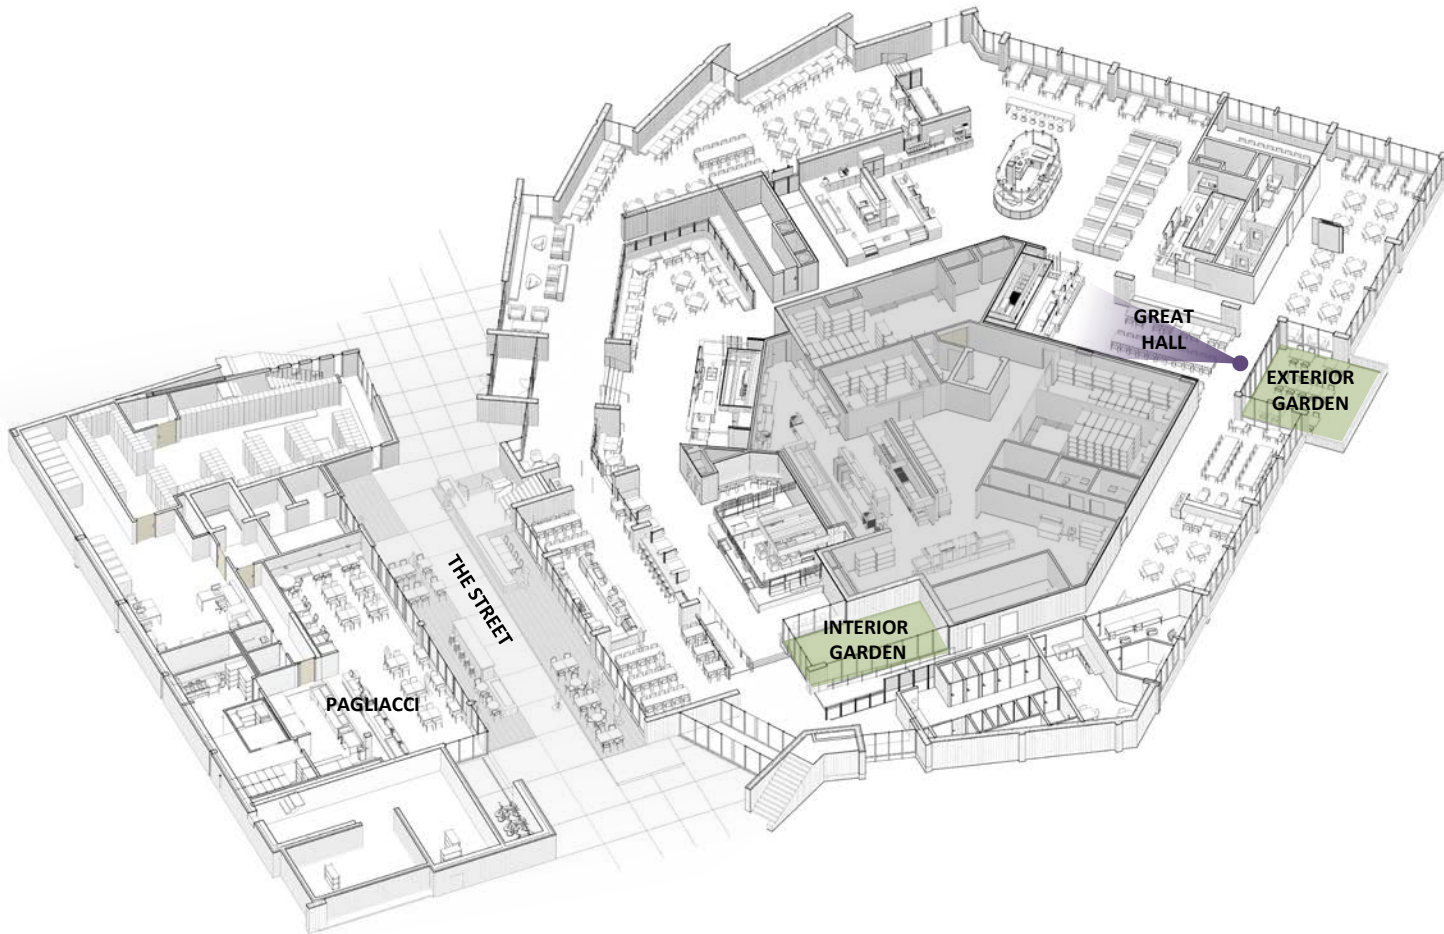 GREAT
HALL
EXTERIOR
GARDEN
THE STREET
INTERIOR
GARDEN
PAGLIACCI